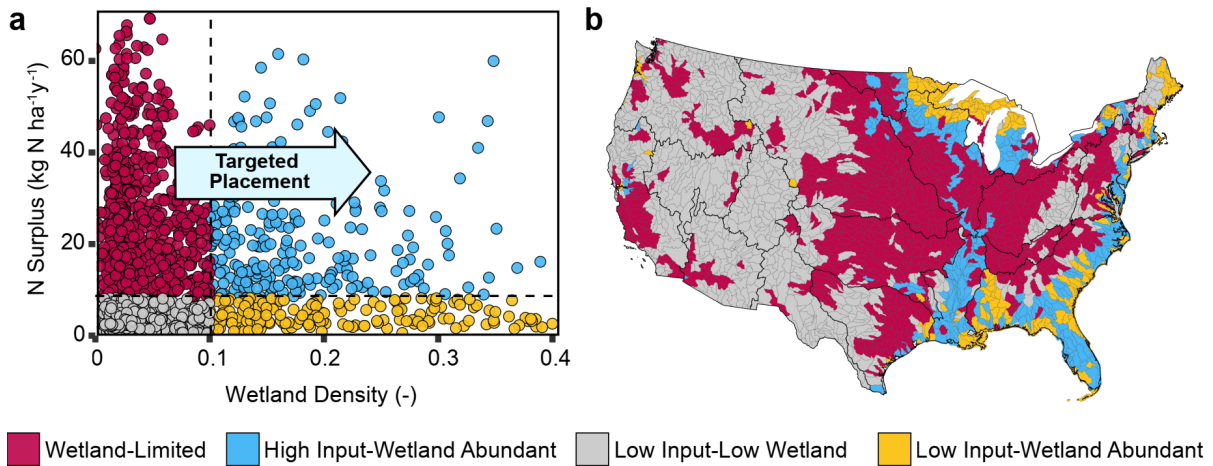 a
b
N Surplus (kg N ha⁻¹y⁻¹)
60
40
20
0
Targeted
Placement
0
0.1
0.2
0.3
0.4
Wetland Density (-)
Wetland-Limited
High Input-Wetland Abundant
Low Input-Low Wetland
Low Input-Wetland Abundant